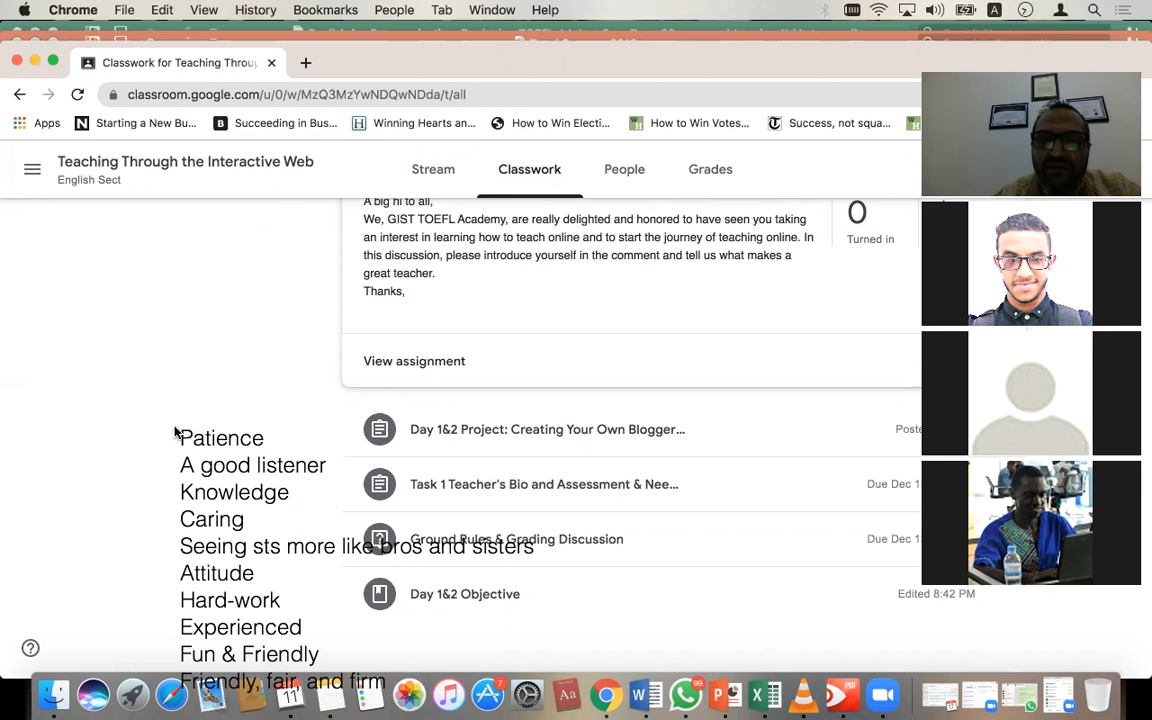 Chrome File Edit View History Bookmarks People Tab Window Help
Classwork for Teaching Throu
classroom.google.com/u/0/w/MzQ3MzYwNDQwNDda/t/all
Apps Starting a New Bu... Succeeding in Bus... Winning Hearts an... How to Win Electi... How to Win Votes... Success, not squa...
Teaching Through the Interactive Web
English Sect
Stream Classwork People Grades
A big hi to all,
We, GIST TOEFL Academy, are really delighted and honored to have seen you taking
an interest in learning how to teach online and to start the journey of teaching online. In
this discussion, please introduce yourself in the comment and tell us what makes a
great teacher.
Thanks,
0
Turned in
View assignment
Day 1&2 Project: Creating Your Own Blogger...
Poste
Task 1 Teacher's Bio and Assessment & Nee...
Due Dec 1
Ground Rules & Grading Discussion
Due Dec 1
Day 1&2 Objective
Edited 8:42 PM
Patience
A good listener
Knowledge
Caring
Seeing sts more like bros and sisters
Attitude
Hard-work
Experienced
Fun & Friendly
Friendly, fair, and firm